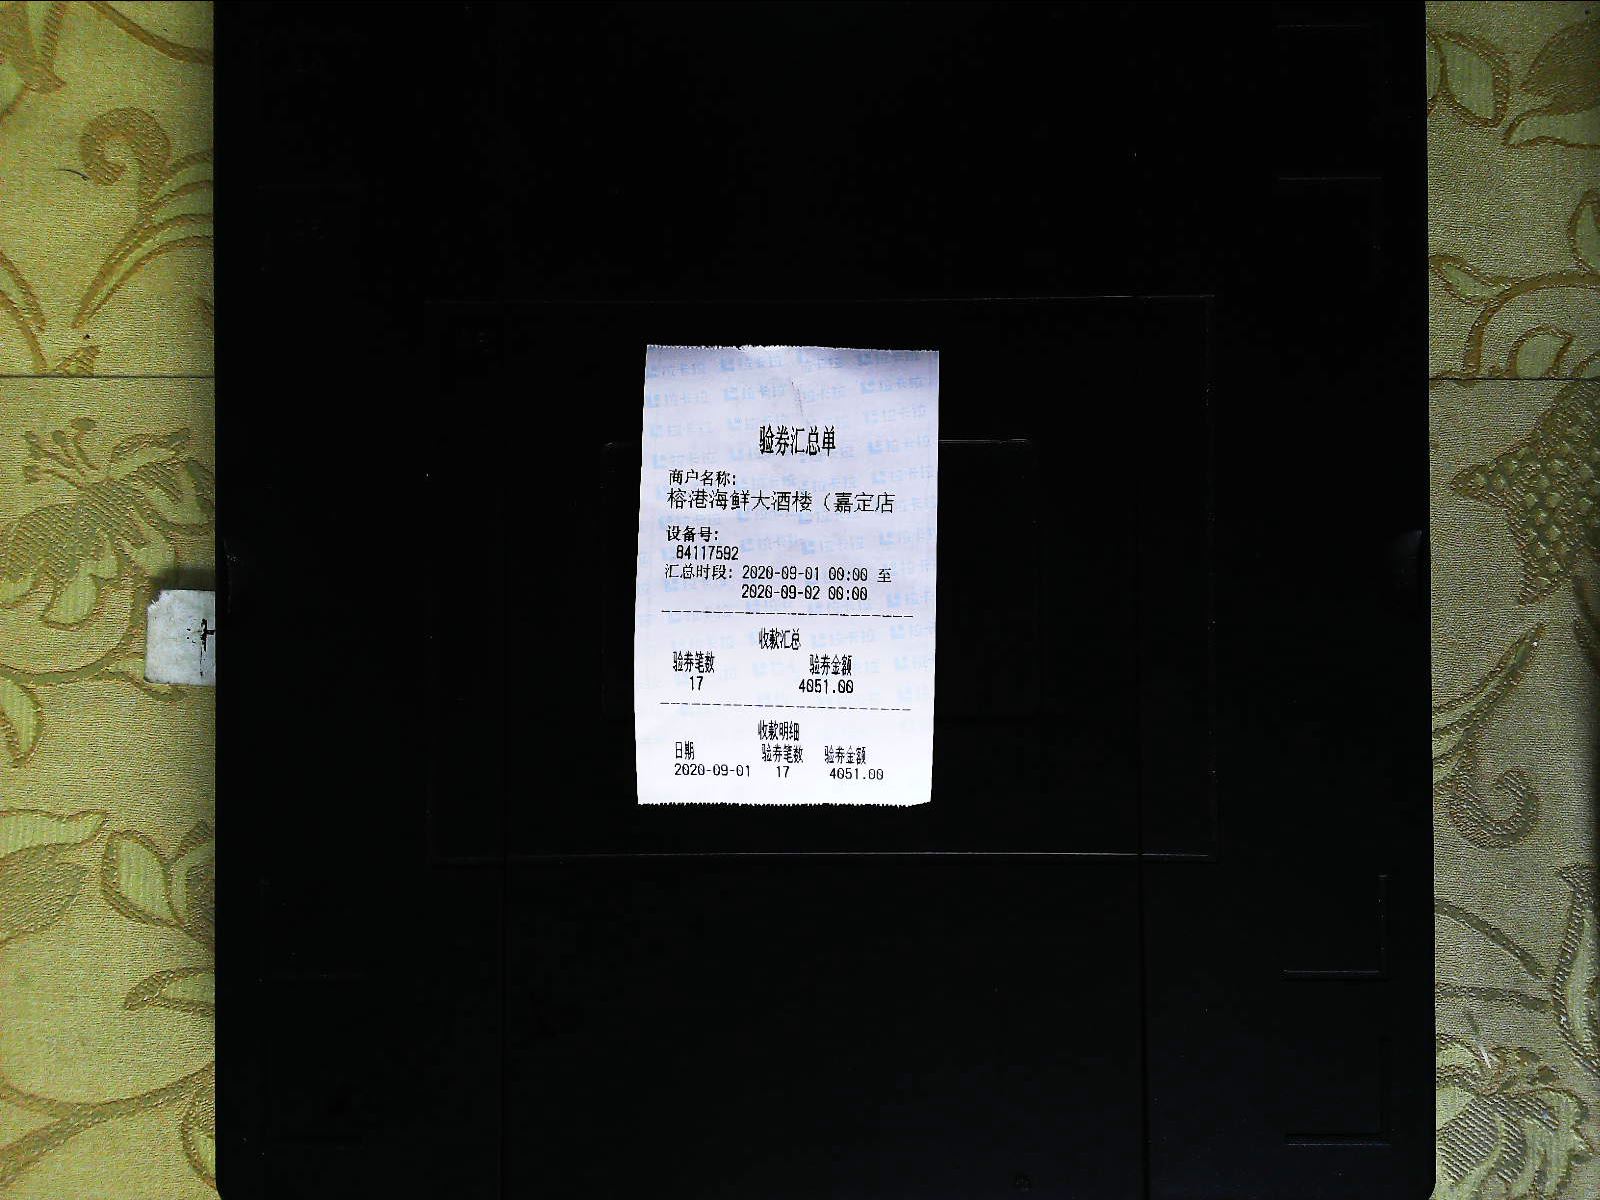 验券汇总单
商户名称:
榕港海鲜大酒楼（嘉定店
设备号:
84117592
汇总时段: 2020-09-01 00:00 至
2020-09-02 00:00
收款汇总
验券笔数 验券金额
17 4051.00
收款明细
日期 验券笔数 验券金额
2020-09-01 17 4051.00